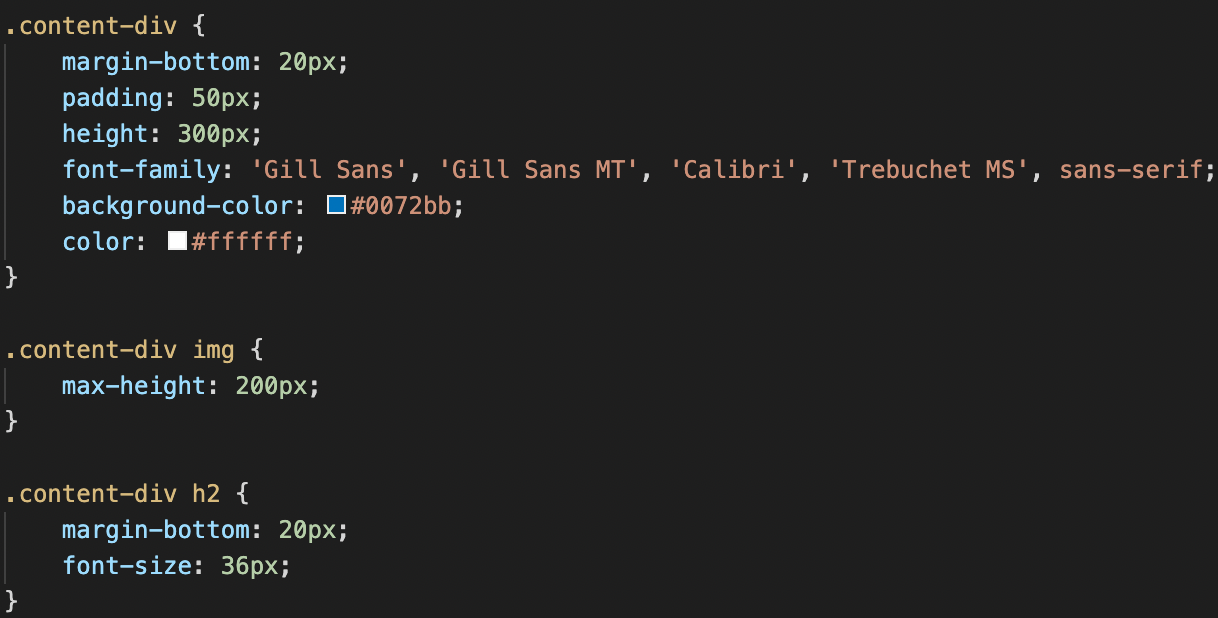 .content-div {
    margin-bottom: 20px;
    padding: 50px;
    height: 300px;
    font-family: 'Gill Sans', 'Gill Sans MT', 'Calibri', 'Trebuchet MS', sans-serif;
    background-color: #0072bb;
    color: #ffffff;
}

.content-div img {
    max-height: 200px;
}

.content-div h2 {
    margin-bottom: 20px;
    font-size: 36px;
}